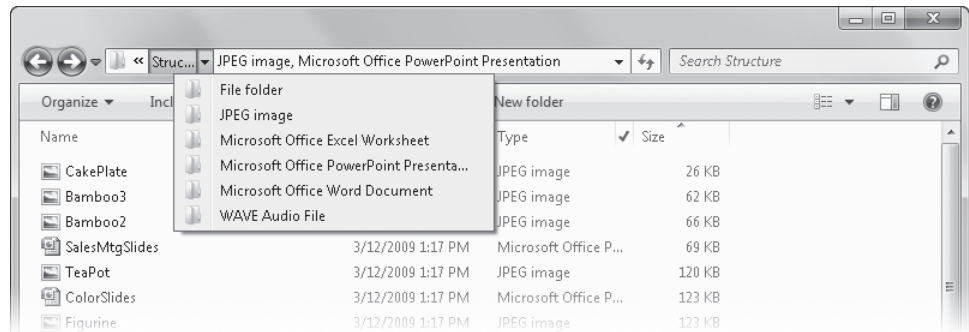 « Struc... JPEG image, Microsoft Office PowerPoint Presentation Search Structure
File folder
JPEG image
Microsoft Office Excel Worksheet
Microsoft Office PowerPoint Presenta...
Microsoft Office Word Document
WAVE Audio File
Organize Incl New folder
Name Type Size
CakePlate JPEG image 26 KB
Bamboo3 JPEG image 62 KB
Bamboo2 JPEG image 66 KB
SalesMtgSlides 3/12/2009 1:17 PM Microsoft Office P... 69 KB
TeaPot 3/12/2009 1:17 PM JPEG image 120 KB
ColorSlides 3/12/2009 1:17 PM Microsoft Office P... 123 KB
Figurine 3/12/2009 1:17 PM JPEG image 123 KB